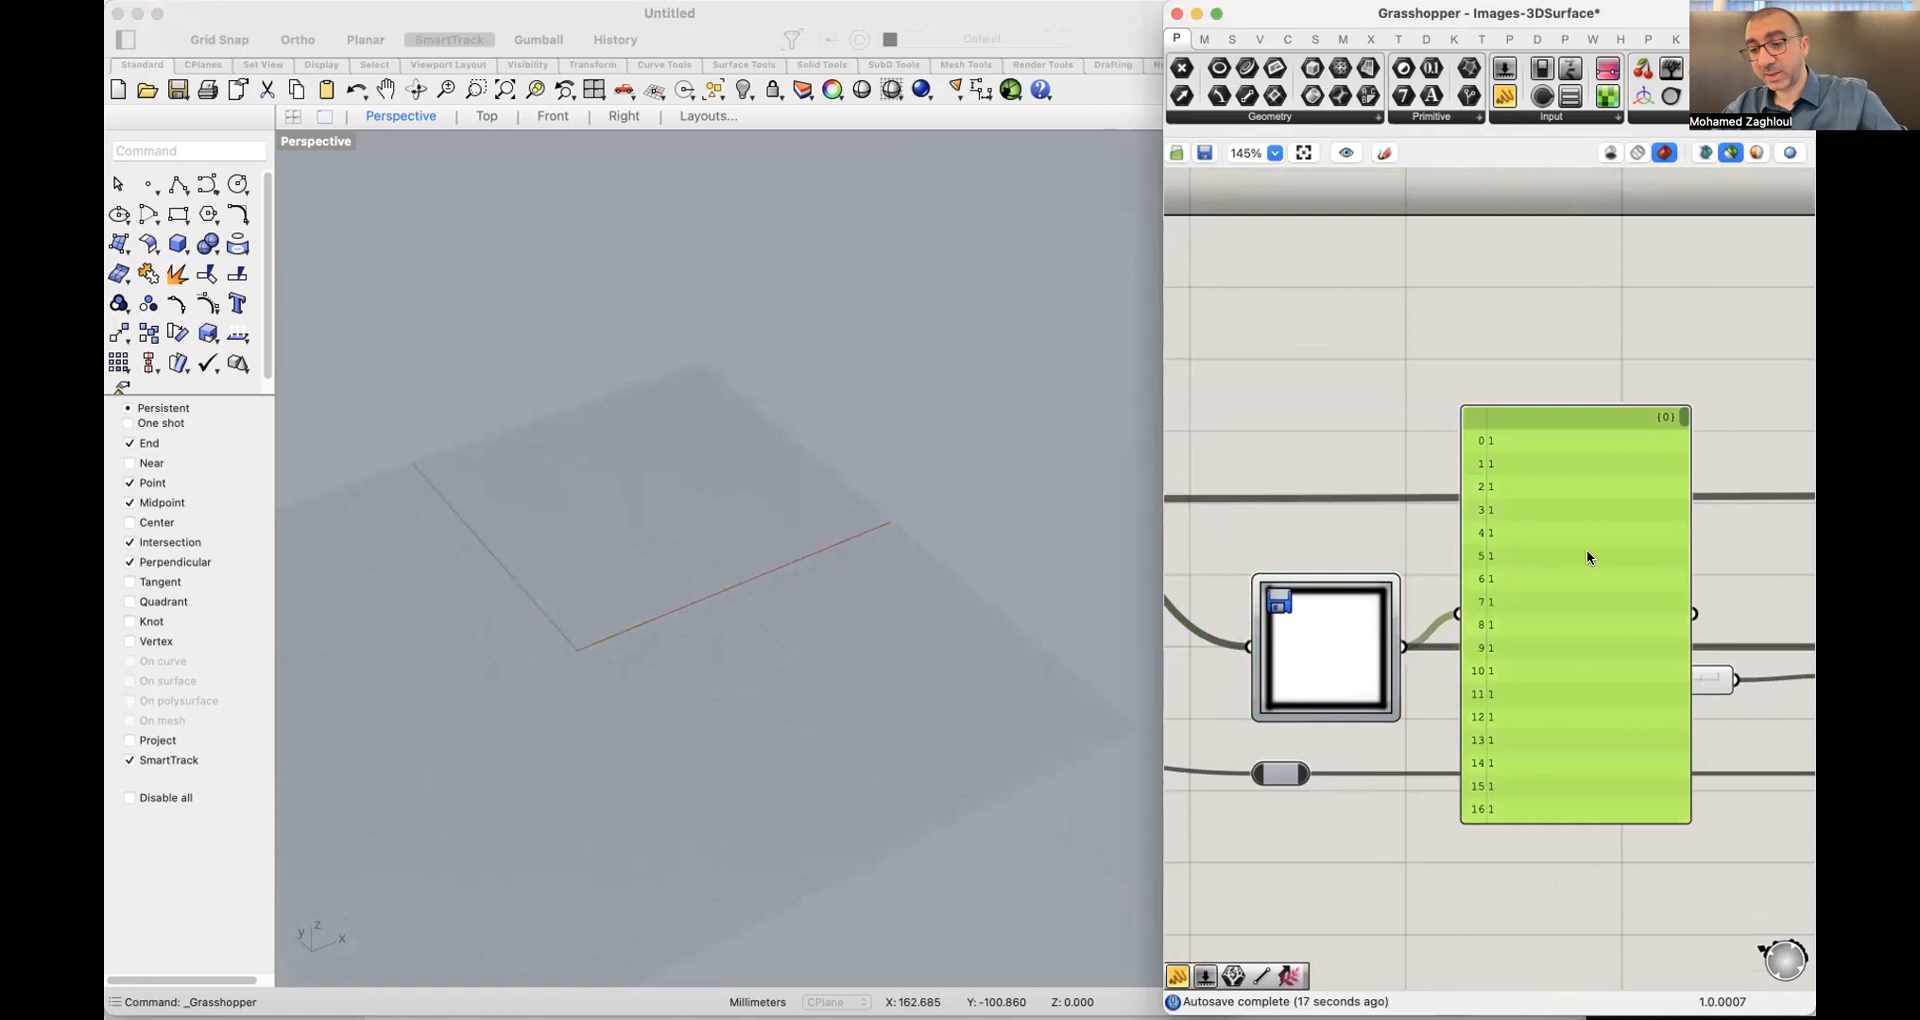 Untitled
Grid Snap Ortho Planar SmartTrack Gumball History Default
Standard CPlanes Set View Display Select Viewport Layout Visibility Transform Curve Tools Surface Tools Solid Tools SubD Tools Mesh Tools Render Tools Drafting
Perspective Top Front Right Layouts...
Perspective
Command
Persistent
One shot
End
Near
Point
Midpoint
Center
Intersection
Perpendicular
Tangent
Quadrant
Knot
Vertex
On curve
On surface
On polysurface
On mesh
Project
SmartTrack
Disable all
y z x
Command: _Grasshopper
Millimeters CPlane X: 162.685 Y: -100.860 Z: 0.000
Grasshopper - Images-3DSurface*
P M S V C S M X T D K T P D P W H P K
Geometry Primitive Input
Mohamed Zaghloul
145%
{0}
0 1
1 1
2 1
3 1
4 1
5 1
6 1
7 1
8 1
9 1
10 1
11 1
12 1
13 1
14 1
15 1
16 1
Autosave complete (17 seconds ago)
1.0.0007